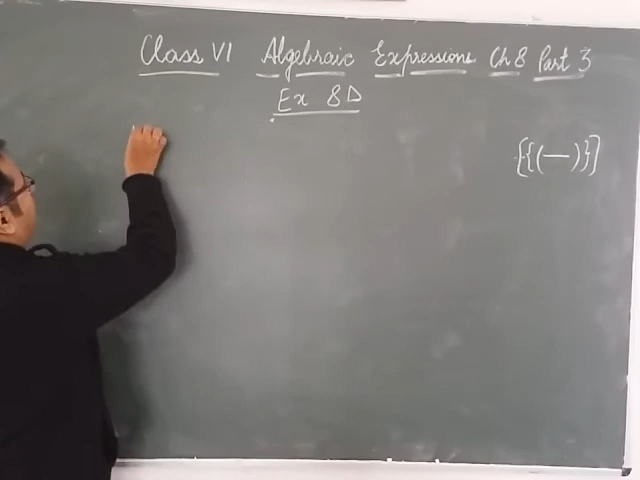 Class VI Algebraic Expressions Ch 8 Part 3
Ex 8D
[{(—)}]